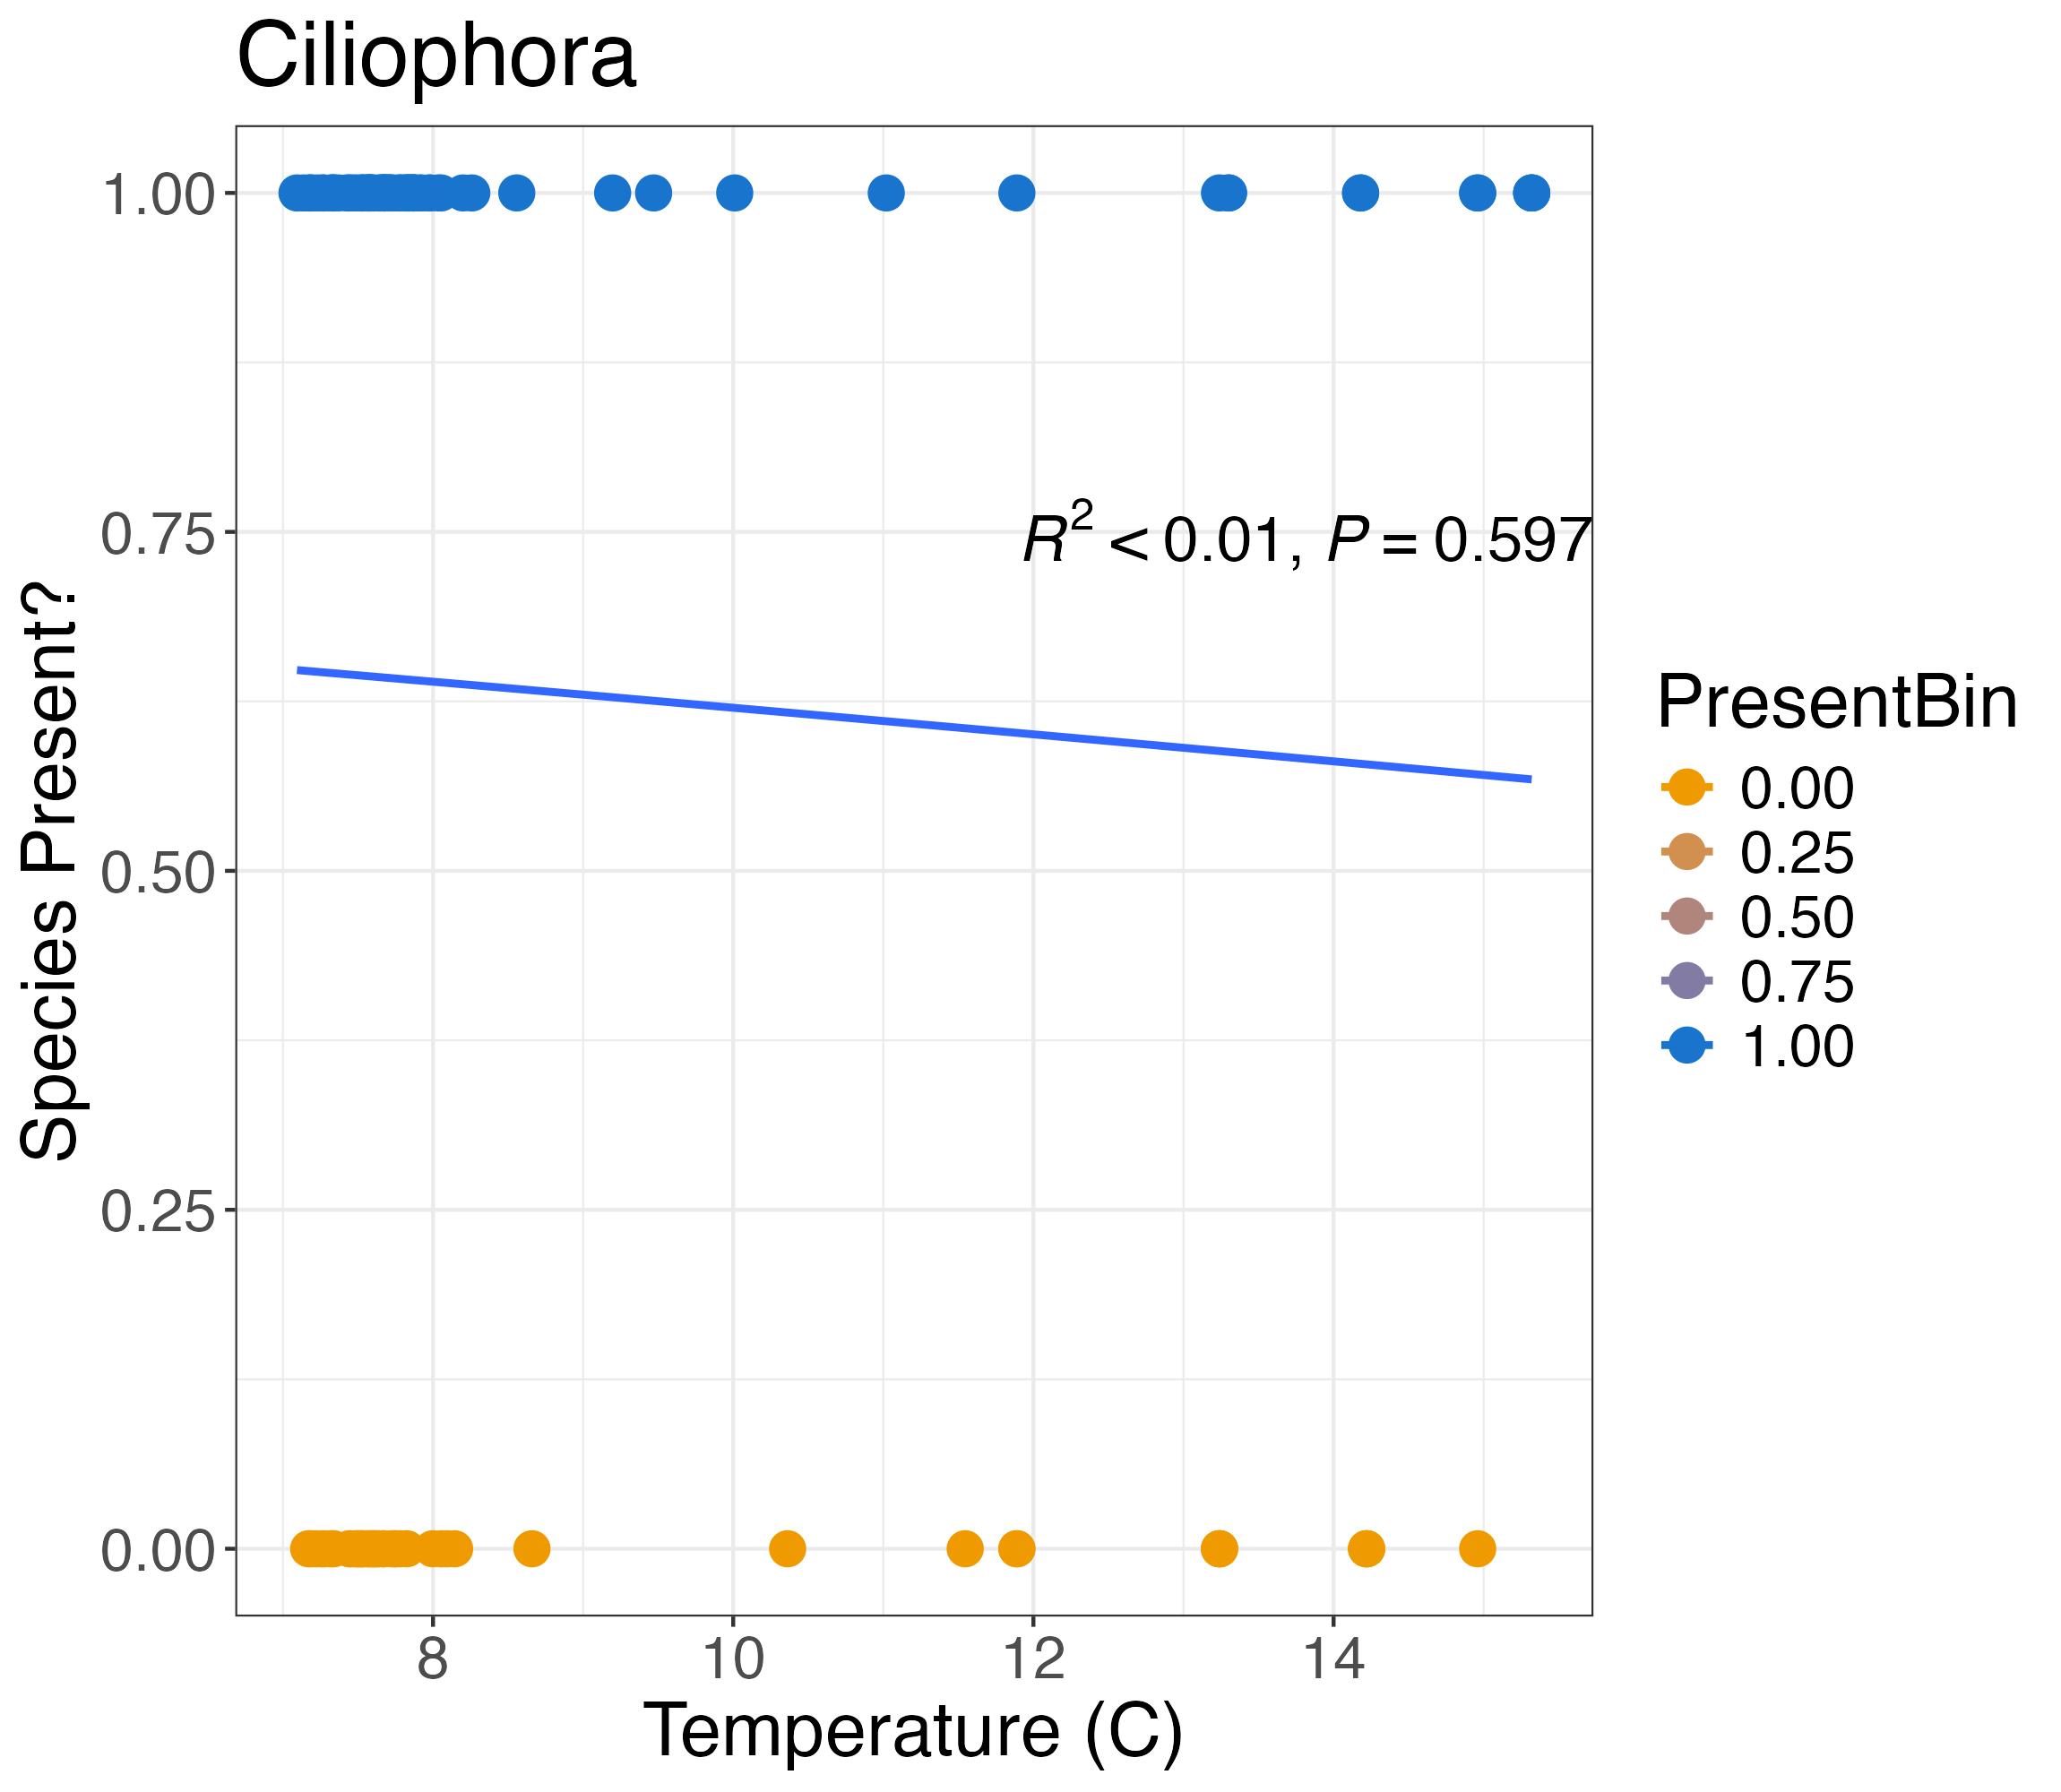 Ciliophora
1.00
0.75
0.50
0.25
0.00
Species Present?
R² < 0.01, P = 0.597
8 10 12 14
Temperature (C)
PresentBin
0.00
0.25
0.50
0.75
1.00